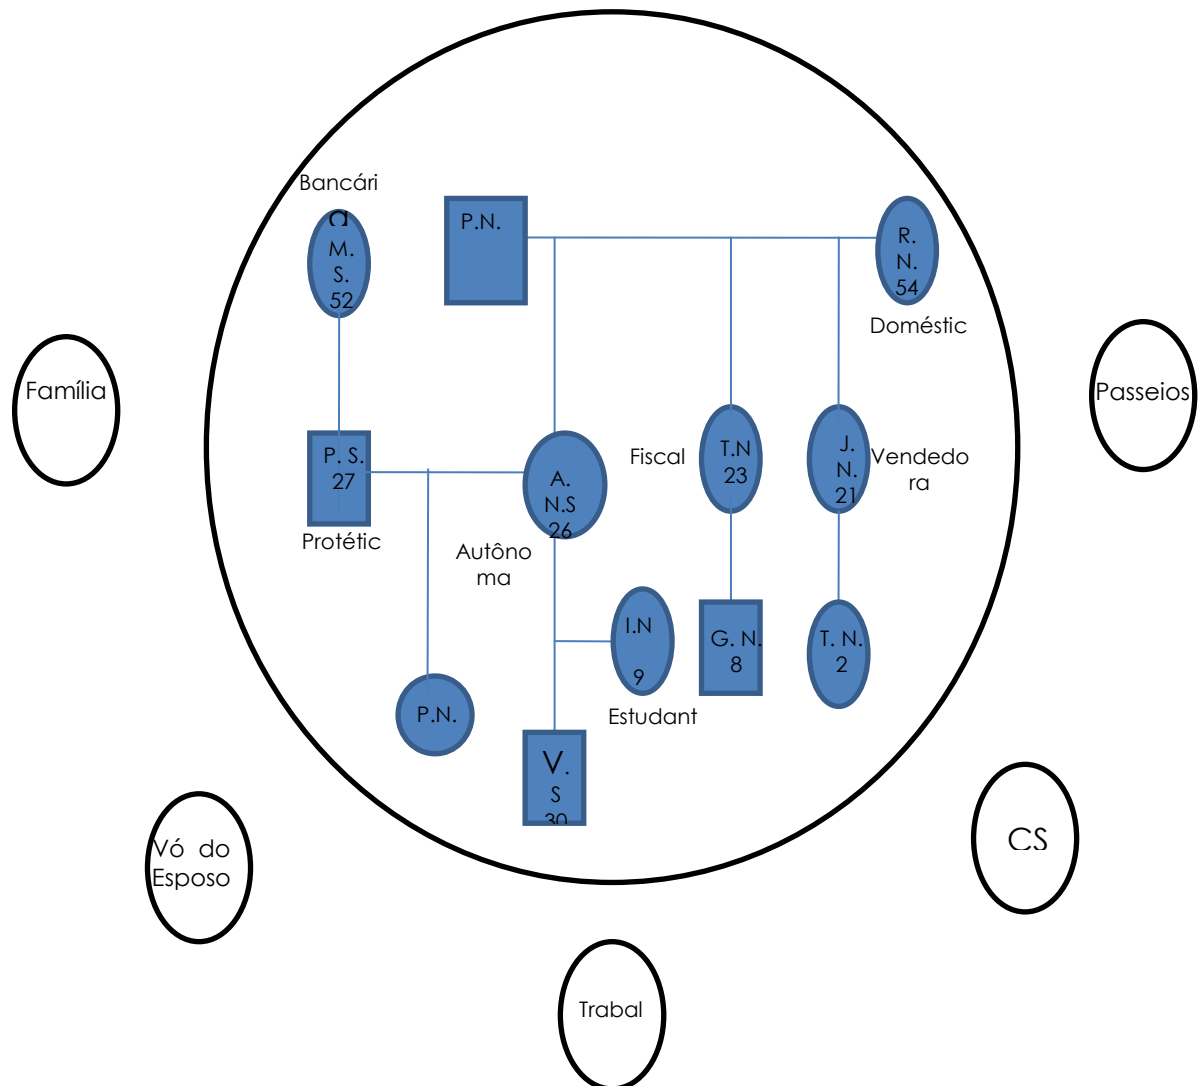 Bancári
a
M.
S.
52
P.N.
R.
N.
54
Doméstic
Família
Passeios
P. S.
27
Protétic
A.
N.S
26
Autôno
ma
Fiscal
T.N
23
J.
N.
21
Vendedo
ra
I.N
9
Estudant
G. N.
8
T. N.
2
P.N.
V.
S
30
Vó do
Esposo
CS
Trabal